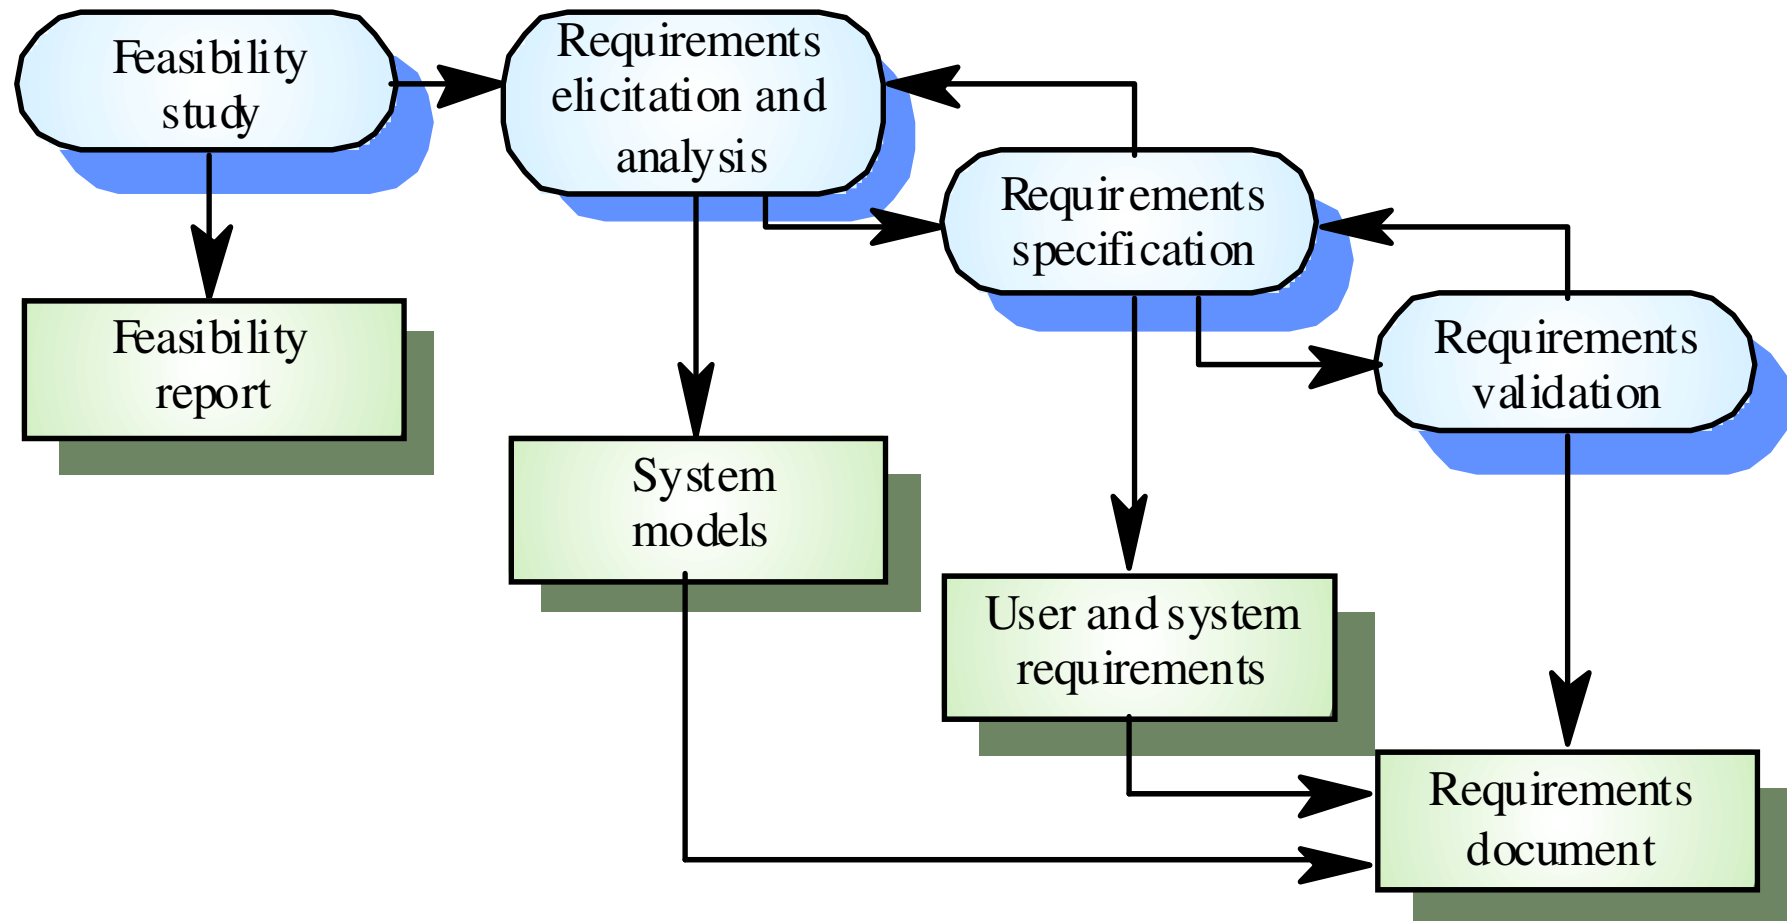 Feasibility
study
Requirements
elicitation and
analysis
Requirements
specification
Requirements
validation
Feasibility
report
System
models
User and system
requirements
Requirements
document